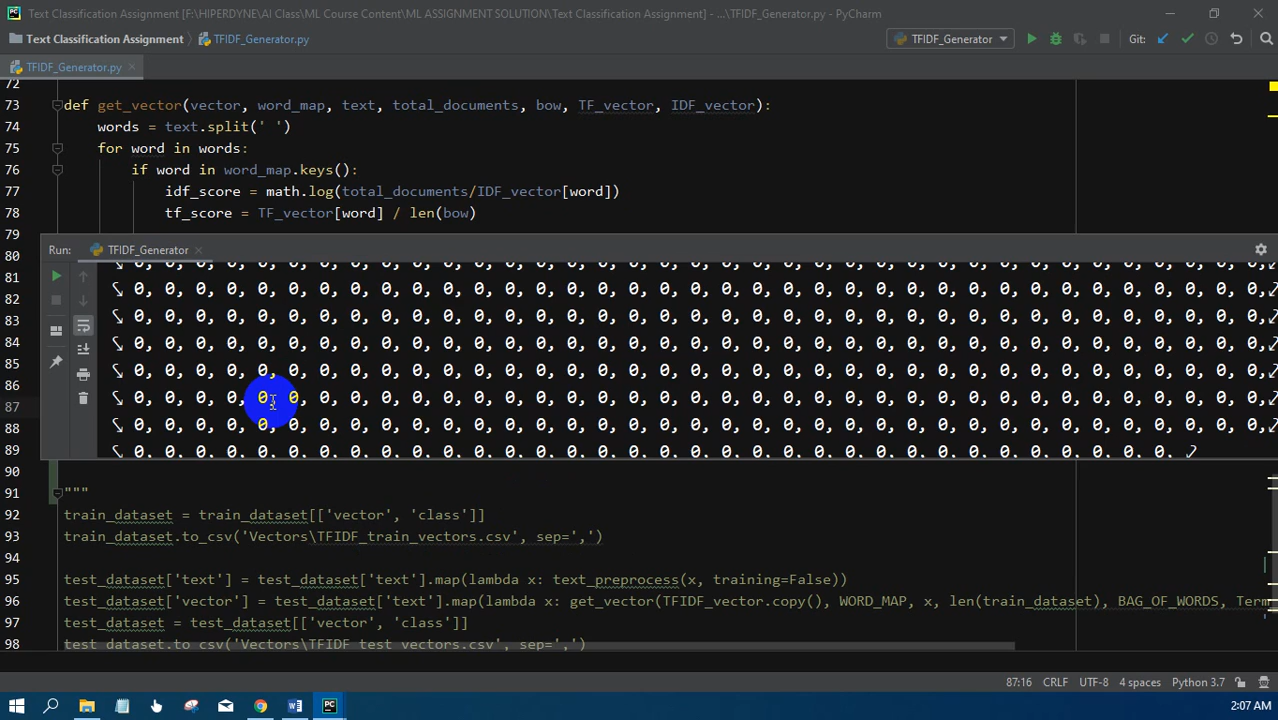 Text Classification Assignment [F:\HIPERDYNE\AI Class\ML Course Content\ML ASSIGNMENT SOLUTION\Text Classification Assignment] - ...\TFIDF_Generator.py - PyCharm
Text Classification Assignment TFIDF_Generator.py TFIDF_Generator Git:
TFIDF_Generator.py
72
73 def get_vector(vector, word_map, text, total_documents, bow, TF_vector, IDF_vector):
74 words = text.split(' ')
75 for word in words:
76 if word in word_map.keys():
77 idf_score = math.log(total_documents/IDF_vector[word])
78 tf_score = TF_vector[word] / len(bow)
79
80 Run: TFIDF_Generator
81 0, 0, 0, 0, 0, 0, 0, 0, 0, 0, 0, 0, 0, 0, 0, 0, 0, 0, 0, 0, 0, 0, 0, 0, 0, 0, 0, 0, 0, 0, 0, 0, 0, 0, 0, 0, 0,
82 0, 0, 0, 0, 0, 0, 0, 0, 0, 0, 0, 0, 0, 0, 0, 0, 0, 0, 0, 0, 0, 0, 0, 0, 0, 0, 0, 0, 0, 0, 0, 0, 0, 0, 0, 0, 0,
83 0, 0, 0, 0, 0, 0, 0, 0, 0, 0, 0, 0, 0, 0, 0, 0, 0, 0, 0, 0, 0, 0, 0, 0, 0, 0, 0, 0, 0, 0, 0, 0, 0, 0, 0, 0, 0,
84 0, 0, 0, 0, 0, 0, 0, 0, 0, 0, 0, 0, 0, 0, 0, 0, 0, 0, 0, 0, 0, 0, 0, 0, 0, 0, 0, 0, 0, 0, 0, 0, 0, 0, 0, 0, 0,
85 0, 0, 0, 0, 0, 0, 0, 0, 0, 0, 0, 0, 0, 0, 0, 0, 0, 0, 0, 0, 0, 0, 0, 0, 0, 0, 0, 0, 0, 0, 0, 0, 0, 0, 0, 0, 0,
86 0, 0, 0, 0, 0, 0, 0, 0, 0, 0, 0, 0, 0, 0, 0, 0, 0, 0, 0, 0, 0, 0, 0, 0, 0, 0, 0, 0, 0, 0, 0, 0, 0, 0, 0, 0, 0,
87
88 0, 0, 0, 0, 0, 0, 0, 0, 0, 0, 0, 0, 0, 0, 0, 0, 0, 0, 0, 0, 0, 0, 0, 0, 0, 0, 0, 0, 0, 0, 0, 0, 0, 0, 0, 0, 0,
89 0, 0, 0, 0, 0, 0, 0, 0, 0, 0, 0, 0, 0, 0, 0, 0, 0, 0, 0, 0, 0, 0, 0, 0, 0, 0, 0, 0, 0, 0, 0, 0, 0, 0,
90
91 """
92 train_dataset = train_dataset[['vector', 'class']]
93 train_dataset.to_csv('Vectors\TFIDF_train_vectors.csv', sep=',')
94
95 test_dataset['text'] = test_dataset['text'].map(lambda x: text_preprocess(x, training=False))
96 test_dataset['vector'] = test_dataset['text'].map(lambda x: get_vector(TFIDF_vector.copy(), WORD_MAP, x, len(train_dataset), BAG_OF_WORDS, Term
97 test_dataset = test_dataset[['vector', 'class']]
98 test_dataset.to_csv('Vectors\TFIDF_test_vectors.csv', sep=',')
87:16 CRLF UTF-8 4 spaces Python 3.7
2:07 AM